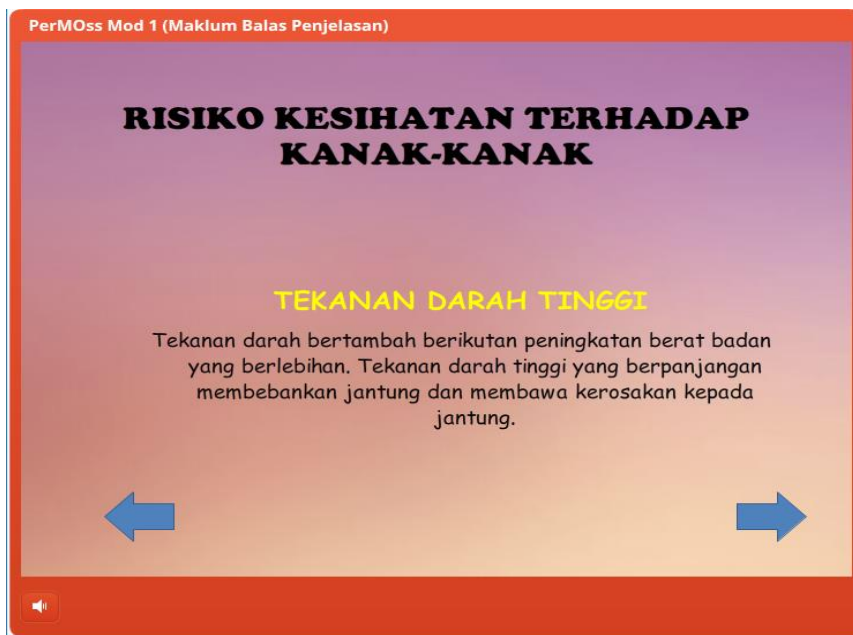 PerMOss Mod 1 (Maklum Balas Penjelasan)
RISIKO KESIHATAN TERHADAP
KANAK-KANAK
TEKANAN DARAH TINGGI
Tekanan darah bertambah berikutan peningkatan berat badan
yang berlebihan. Tekanan darah tinggi yang berpanjangan
membebankan jantung dan membawa kerosakan kepada
jantung.